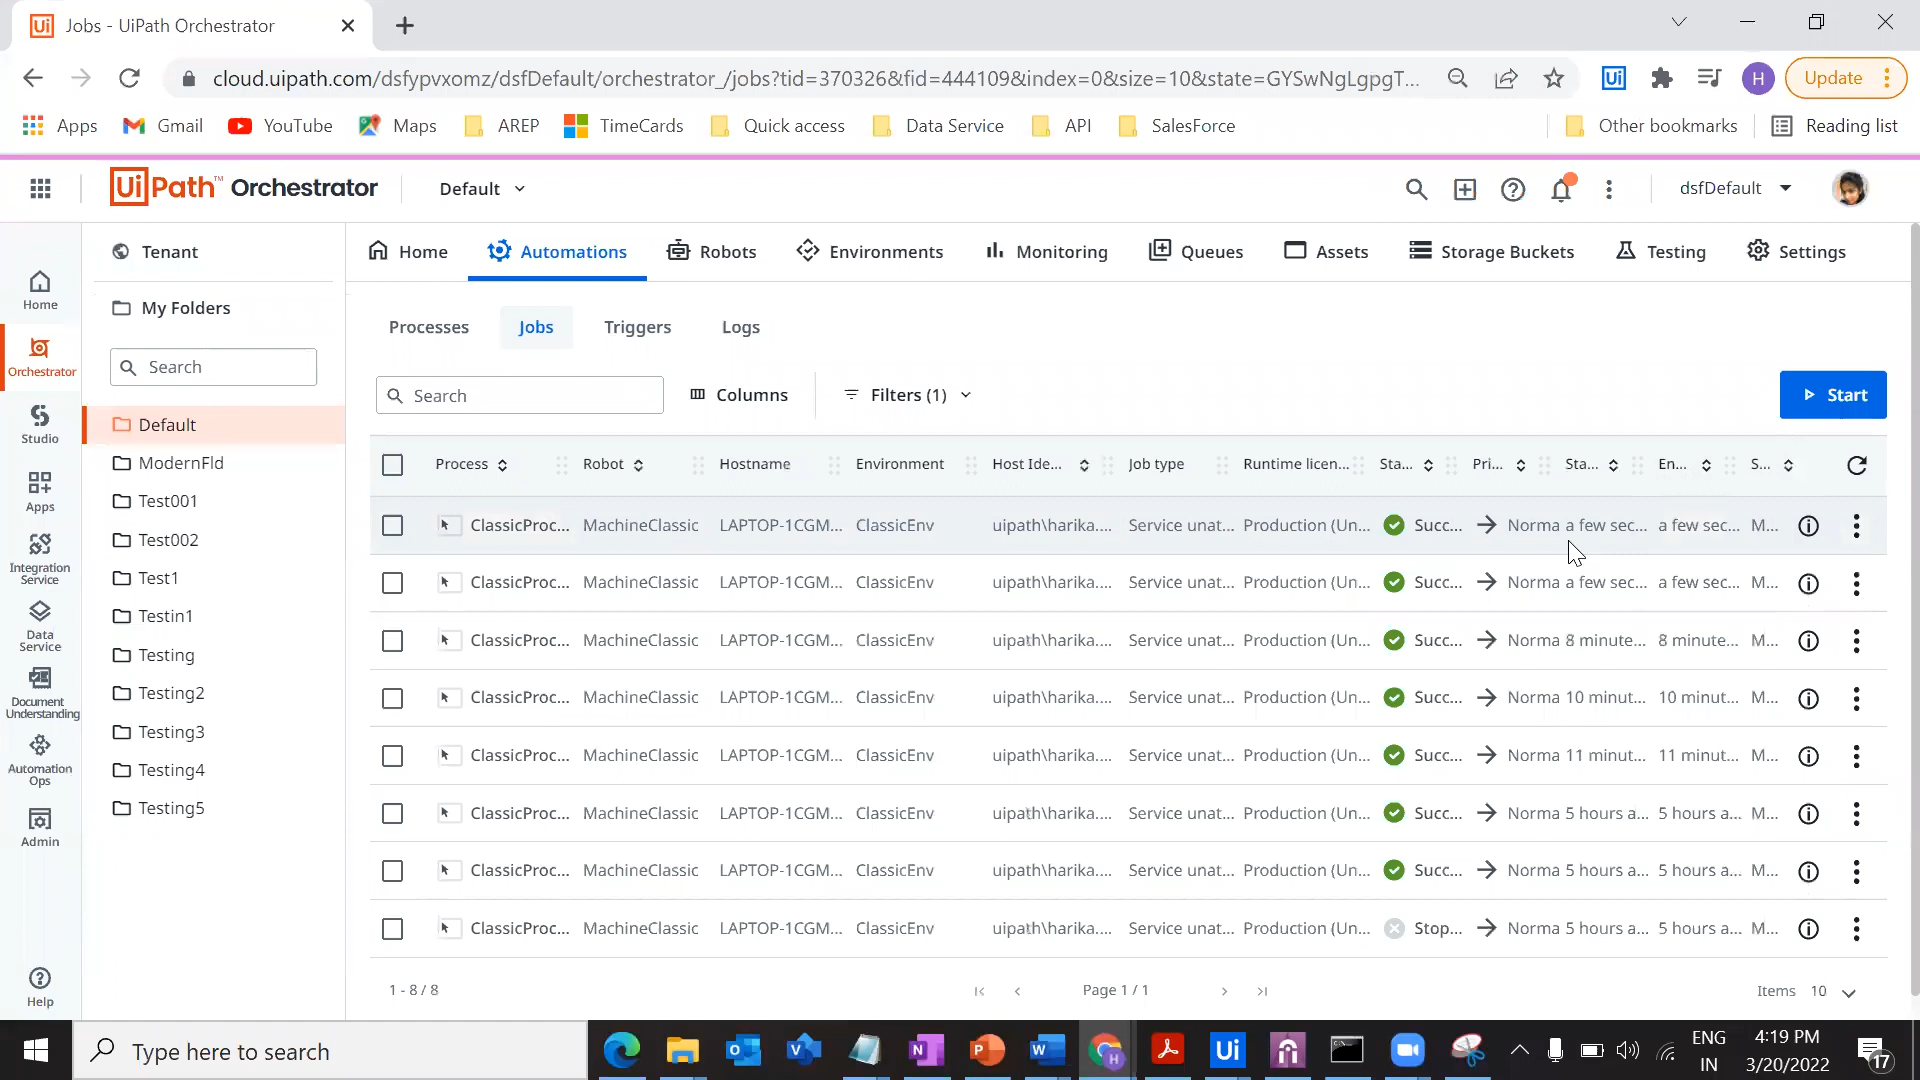 Jobs - UiPath Orchestrator
cloud.uipath.com/dsfypvxomz/dsfDefault/orchestrator_/jobs?tid=370326&fid=444109&index=0&size=10&state=GYSwNgLgpgT...
Update
Apps Gmail YouTube Maps AREP TimeCards Quick access Data Service API SalesForce Other bookmarks Reading list
UiPath™ Orchestrator Default dsfDefault
Tenant
My Folders
Search
Default
ModernFld
Test001
Test002
Test1
Testin1
Testing
Testing2
Testing3
Testing4
Testing5
Home
Orchestrator
Studio
Apps
Integration
Service
Data
Service
Document
Understanding
Automation
Ops
Admin
Help
Home Automations Robots Environments Monitoring Queues Assets Storage Buckets Testing Settings
Processes Jobs Triggers Logs
Search Columns Filters (1) Start
Process Robot Hostname Environment Host Ide... Job type Runtime licen... Sta... Pri... Sta... En... S...
ClassicProc... MachineClassic LAPTOP-1CGM... ClassicEnv uipath\harika.... Service unat... Production (Un... Succ... Norma a few sec... a few sec... M...
ClassicProc... MachineClassic LAPTOP-1CGM... ClassicEnv uipath\harika.... Service unat... Production (Un... Succ... Norma a few sec... a few sec... M...
ClassicProc... MachineClassic LAPTOP-1CGM... ClassicEnv uipath\harika.... Service unat... Production (Un... Succ... Norma 8 minute... 8 minute... M...
ClassicProc... MachineClassic LAPTOP-1CGM... ClassicEnv uipath\harika.... Service unat... Production (Un... Succ... Norma 10 minut... 10 minut... M...
ClassicProc... MachineClassic LAPTOP-1CGM... ClassicEnv uipath\harika.... Service unat... Production (Un... Succ... Norma 11 minut... 11 minut... M...
ClassicProc... MachineClassic LAPTOP-1CGM... ClassicEnv uipath\harika.... Service unat... Production (Un... Succ... Norma 5 hours a... 5 hours a... M...
ClassicProc... MachineClassic LAPTOP-1CGM... ClassicEnv uipath\harika.... Service unat... Production (Un... Succ... Norma 5 hours a... 5 hours a... M...
ClassicProc... MachineClassic LAPTOP-1CGM... ClassicEnv uipath\harika.... Service unat... Production (Un... Stop... Norma 5 hours a... 5 hours a... M...
1 - 8 / 8 Page 1 / 1 Items 10
Type here to search
ENG
IN
4:19 PM
3/20/2022
17